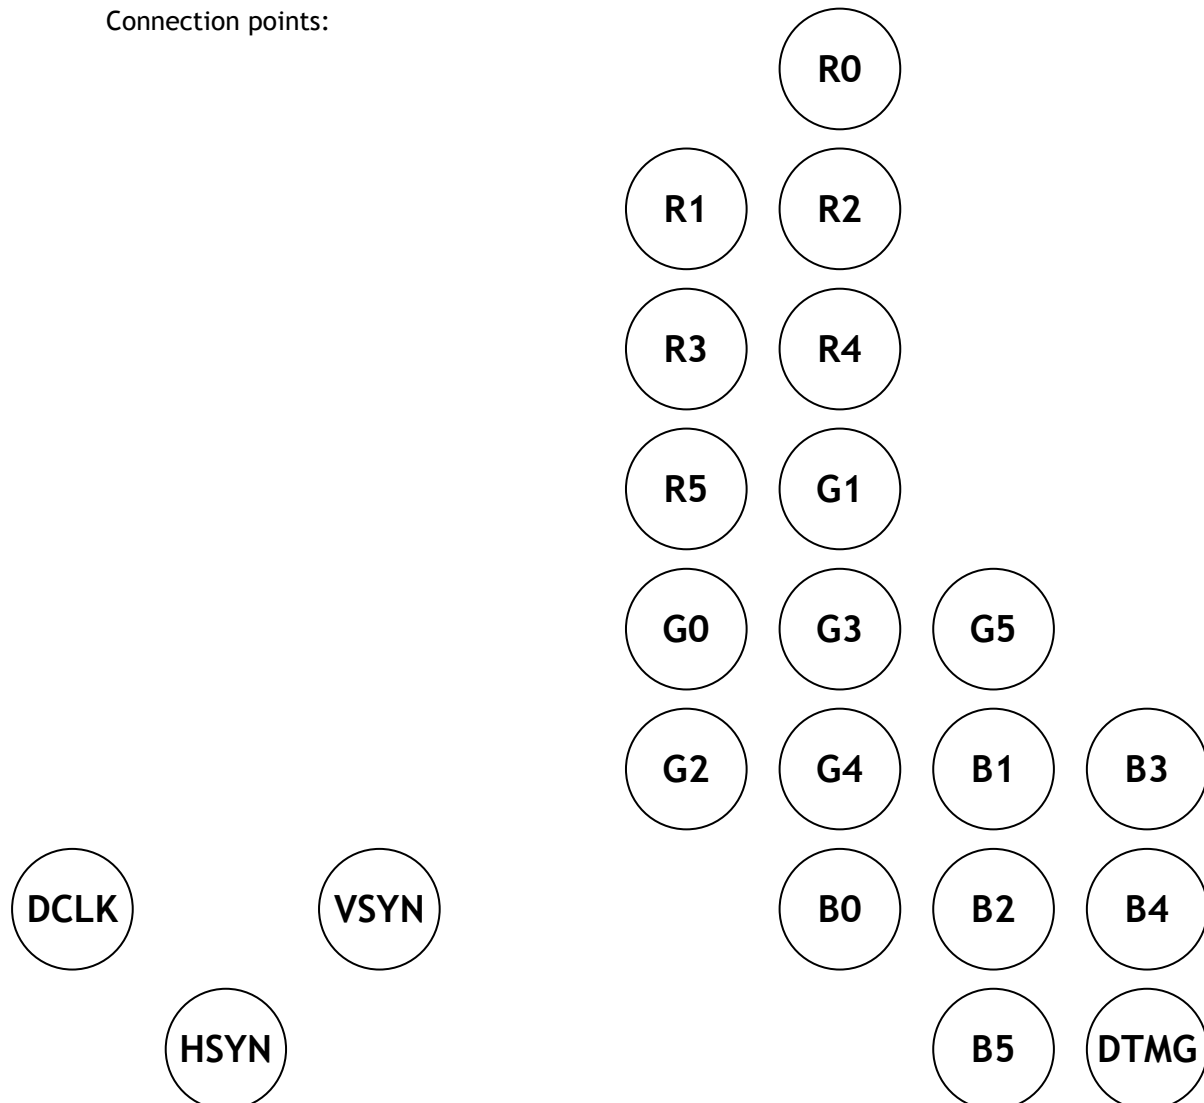 Connection points:
R0
R1 R2
R3 R4
R5 G1
G0 G3 G5
G2 G4 B1 B3
DCLK VSYN B0 B2 B4
HSYN B5 DTMG